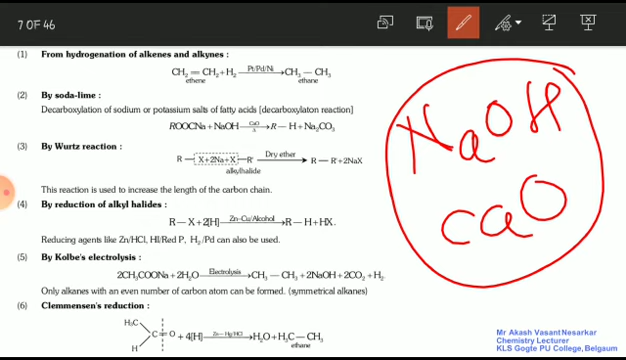 7 OF 46
(1) From hydrogenation of alkenes and alkynes :
CH₂ = CH₂ + H₂ —Pt/Pd/Ni→ CH₃ — CH₃
ethene ethane
(2) By soda-lime :
Decarboxylation of sodium or potassium salts of fatty acids [decarboxylaton reaction]
ROOCNa + NaOH —CaO/Δ→ R — H + Na₂CO₃
(3) By Wurtz reaction :
R — X + 2Na + X — R' —Dry ether→ R — R' + 2NaX
alkylhalide
This reaction is used to increase the length of the carbon chain.
(4) By reduction of alkyl halides :
R — X + 2[H] —Zn–Cu/Alcohol→ R — H + HX.
Reducing agents like Zn/HCl, HI/Red P, H₂/Pd can also be used.
(5) By Kolbe's electrolysis :
2CH₃COONa + 2H₂O —Electrolysis→ CH₃ — CH₃ + 2NaOH + 2CO₂ + H₂
Only alkanes with an even number of carbon atom can be formed. (symmetrical alkanes)
(6) Clemmensen's reduction :
H₃C
C = O + 4[H] —Zn–Hg/HCl→ H₂O + H₃C — CH₃
H ethane
NaOH
CaO
Mr Akash Vasant Nesarkar
Chemistry Lecturer
KLS Gogte PU College, Belgaum